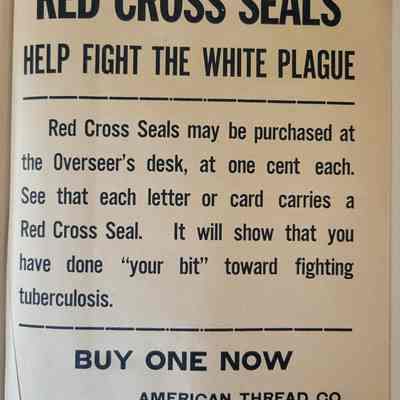 RED CROSS SEALS
HELP FIGHT THE WHITE PLAGUE
Red Cross Seals may be purchased at
the Overseer's desk, at one cent each.
See that each letter or card carries a
Red Cross Seal. It will show that you
have done "your bit" toward fighting
tuberculosis.
BUY ONE NOW
AMERICAN THREAD CO.